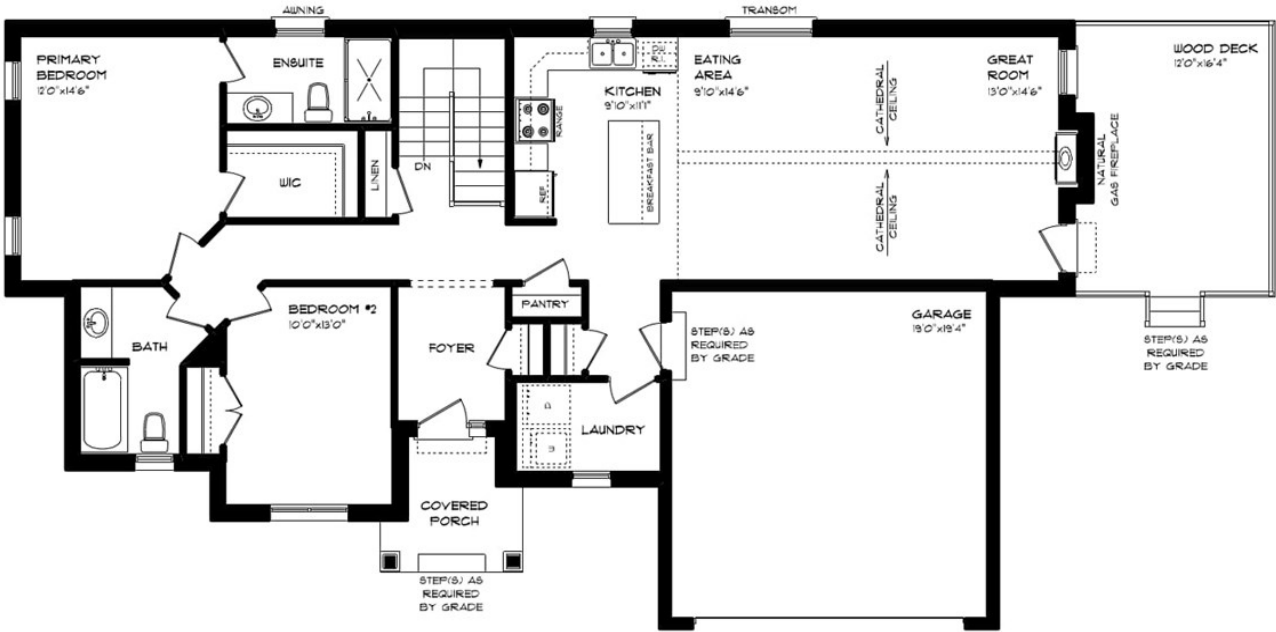 AWNING
TRANSOM
PRIMARY
BEDROOM
12'0"x14'6"
ENSUITE
KITCHEN
9'10"x11'1"
DW
REL.
EATING
AREA
9'10"x14'6"
GREAT
ROOM
13'0"x14'6"
WOOD DECK
12'0"x16'4"
RANGE
CATHEDRAL
CEILING
WIC
LINEN
DN
REF.
BREAKFAST BAR
NATURAL
GAS FIREPLACE
CATHEDRAL
CEILING
BEDROOM #2
10'0"x13'0"
PANTRY
BATH
FOYER
STEP(S) AS
REQUIRED
BY GRADE
GARAGE
19'0"x19'4"
STEP(S) AS
REQUIRED
BY GRADE
D
W
LAUNDRY
COVERED
PORCH
STEP(S) AS
REQUIRED
BY GRADE